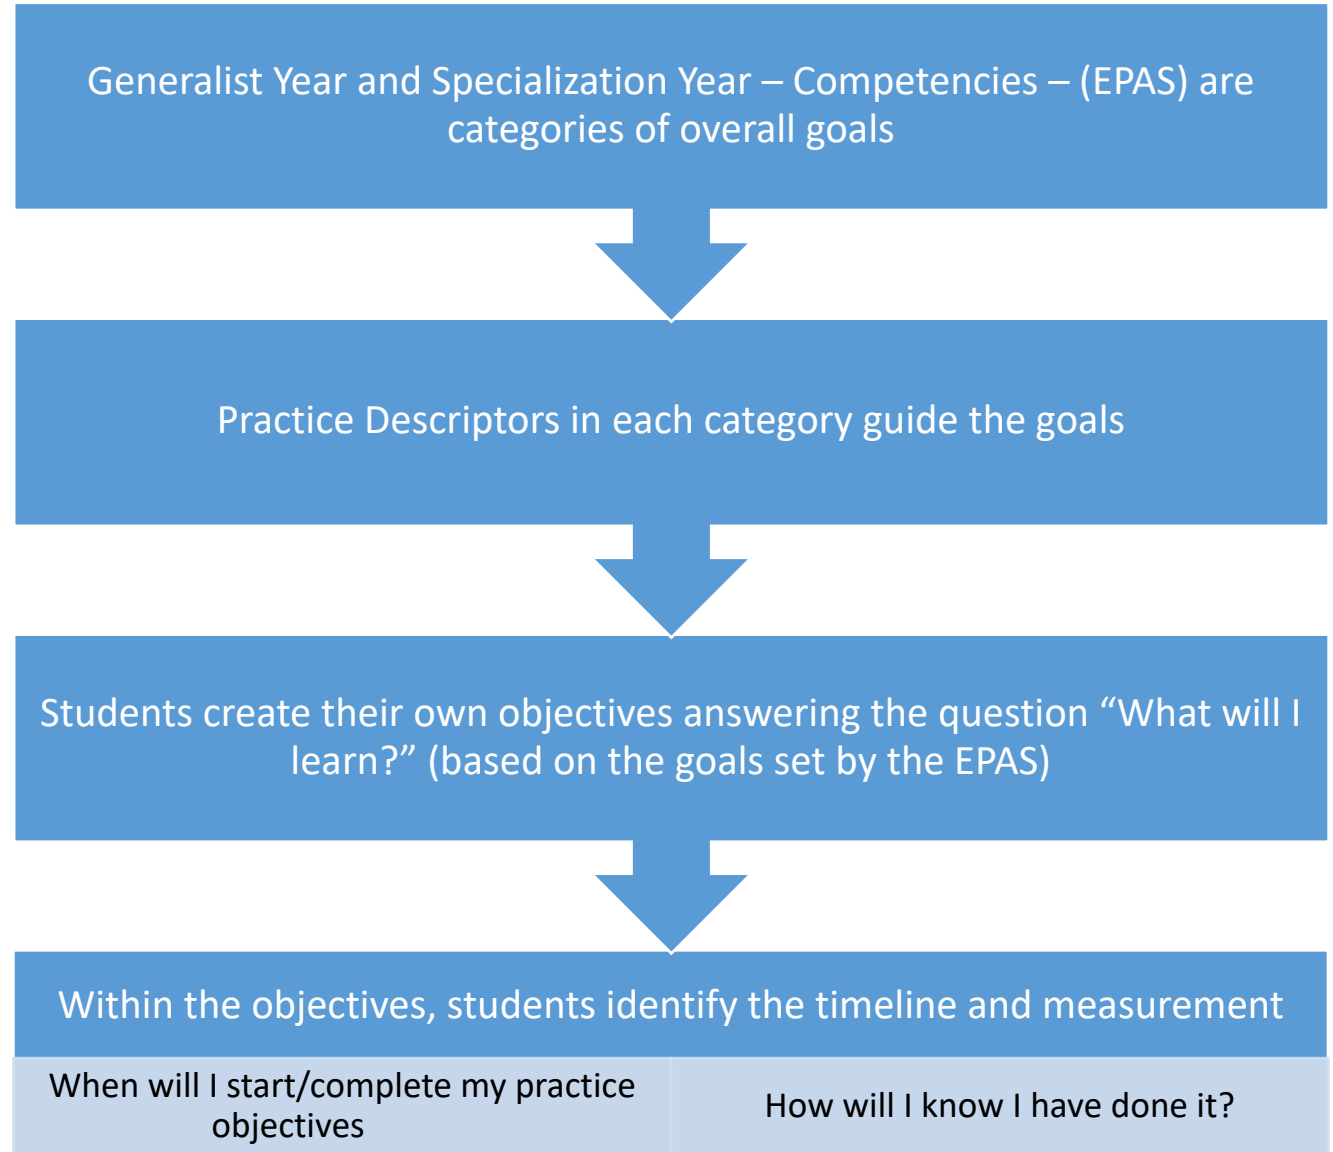 Generalist Year and Specialization Year – Competencies – (EPAS) are
categories of overall goals
Practice Descriptors in each category guide the goals
Students create their own objectives answering the question “What will I
learn?” (based on the goals set by the EPAS)
Within the objectives, students identify the timeline and measurement
When will I start/complete my practice
objectives
How will I know I have done it?